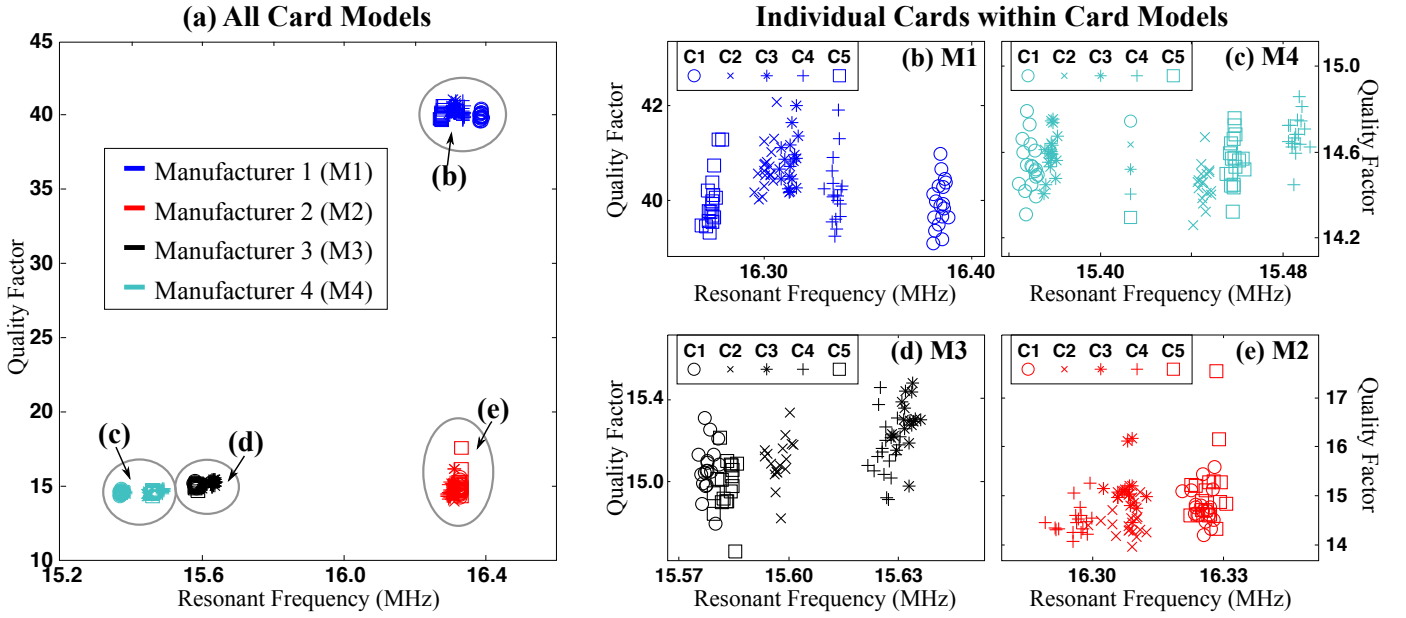 (a) All Card Models
Individual Cards within Card Models
45
40
35
30
25
20
15
10
Quality Factor
(b)
Manufacturer 1 (M1)
Manufacturer 2 (M2)
Manufacturer 3 (M3)
Manufacturer 4 (M4)
(c)
(d)
(e)
15.2
15.6
16.0
16.4
Resonant Frequency (MHz)
C1 C2 C3 C4 C5
(b) M1
42
40
Quality Factor
16.30
16.40
Resonant Frequency (MHz)
C1 C2 C3 C4 C5
(c) M4
15.0
14.6
14.2
Quality Factor
15.40
15.48
Resonant Frequency (MHz)
C1 C2 C3 C4 C5
(d) M3
15.4
15.0
Quality Factor
15.57
15.60
15.63
Resonant Frequency (MHz)
C1 C2 C3 C4 C5
(e) M2
17
16
15
14
Quality Factor
16.30
16.33
Resonant Frequency (MHz)